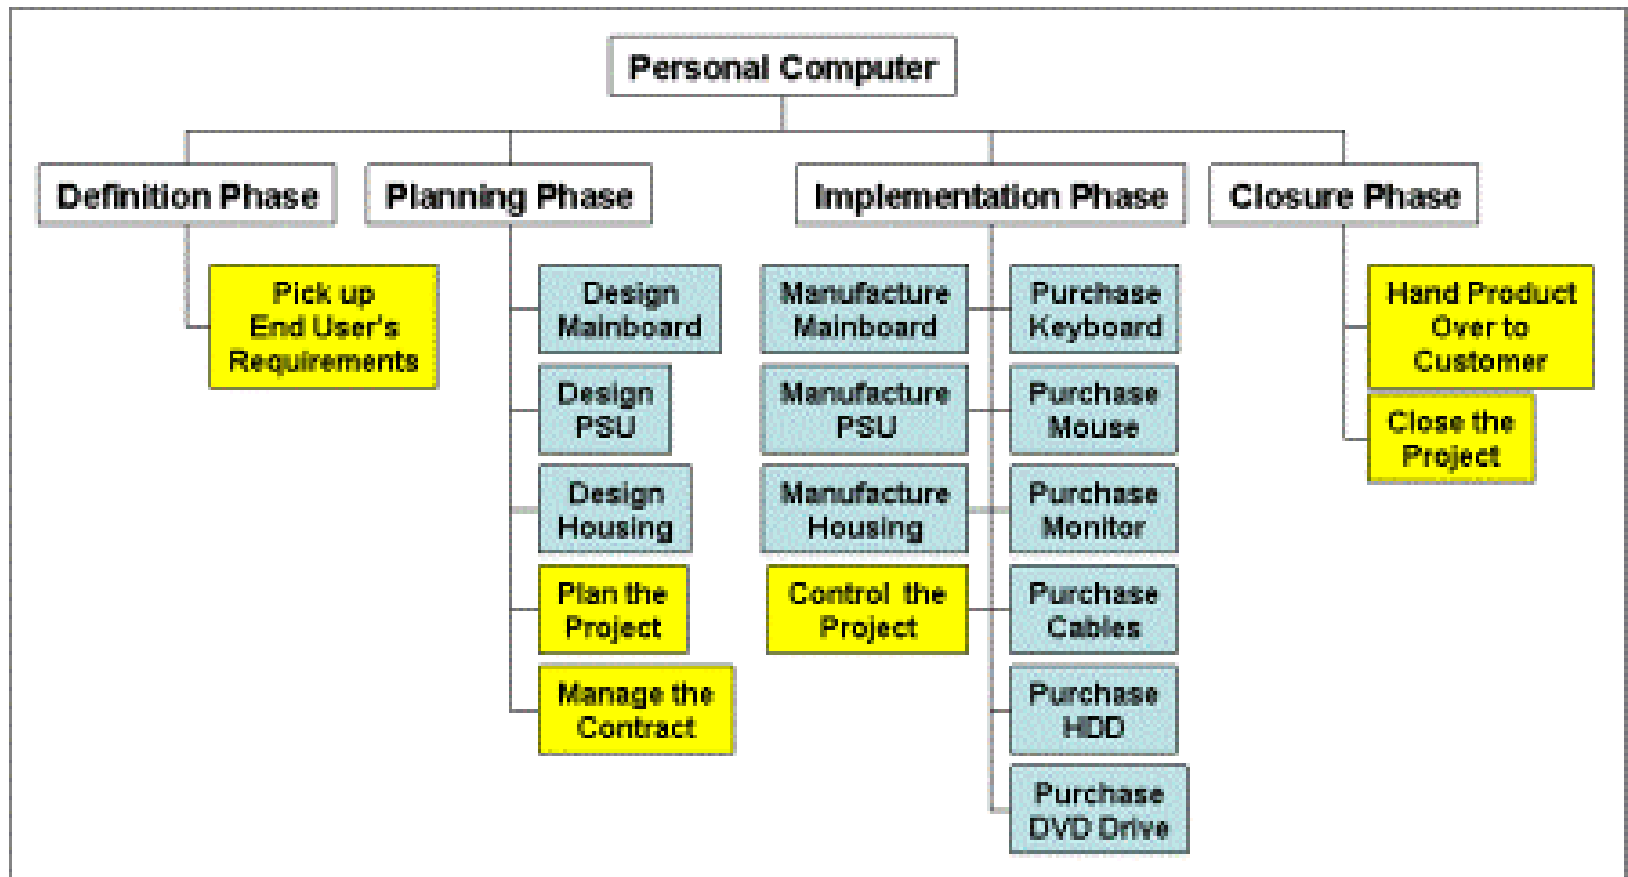 Personal Computer
Definition Phase
Planning Phase
Implementation Phase
Closure Phase
Pick up
End User's
Requirements
Design
Mainboard
Design
PSU
Design
Housing
Plan the
Project
Manage the
Contract
Manufacture
Mainboard
Manufacture
PSU
Manufacture
Housing
Control the
Project
Purchase
Keyboard
Purchase
Mouse
Purchase
Monitor
Purchase
Cables
Purchase
HDD
Purchase
DVD Drive
Hand Product
Over to
Customer
Close the
Project